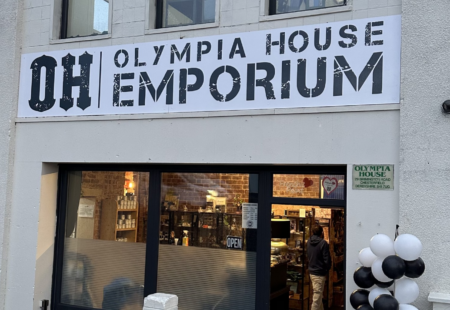 OH
OLYMPIA HOUSE
EMPORIUM
OLYMPIA
HOUSE
OPEN